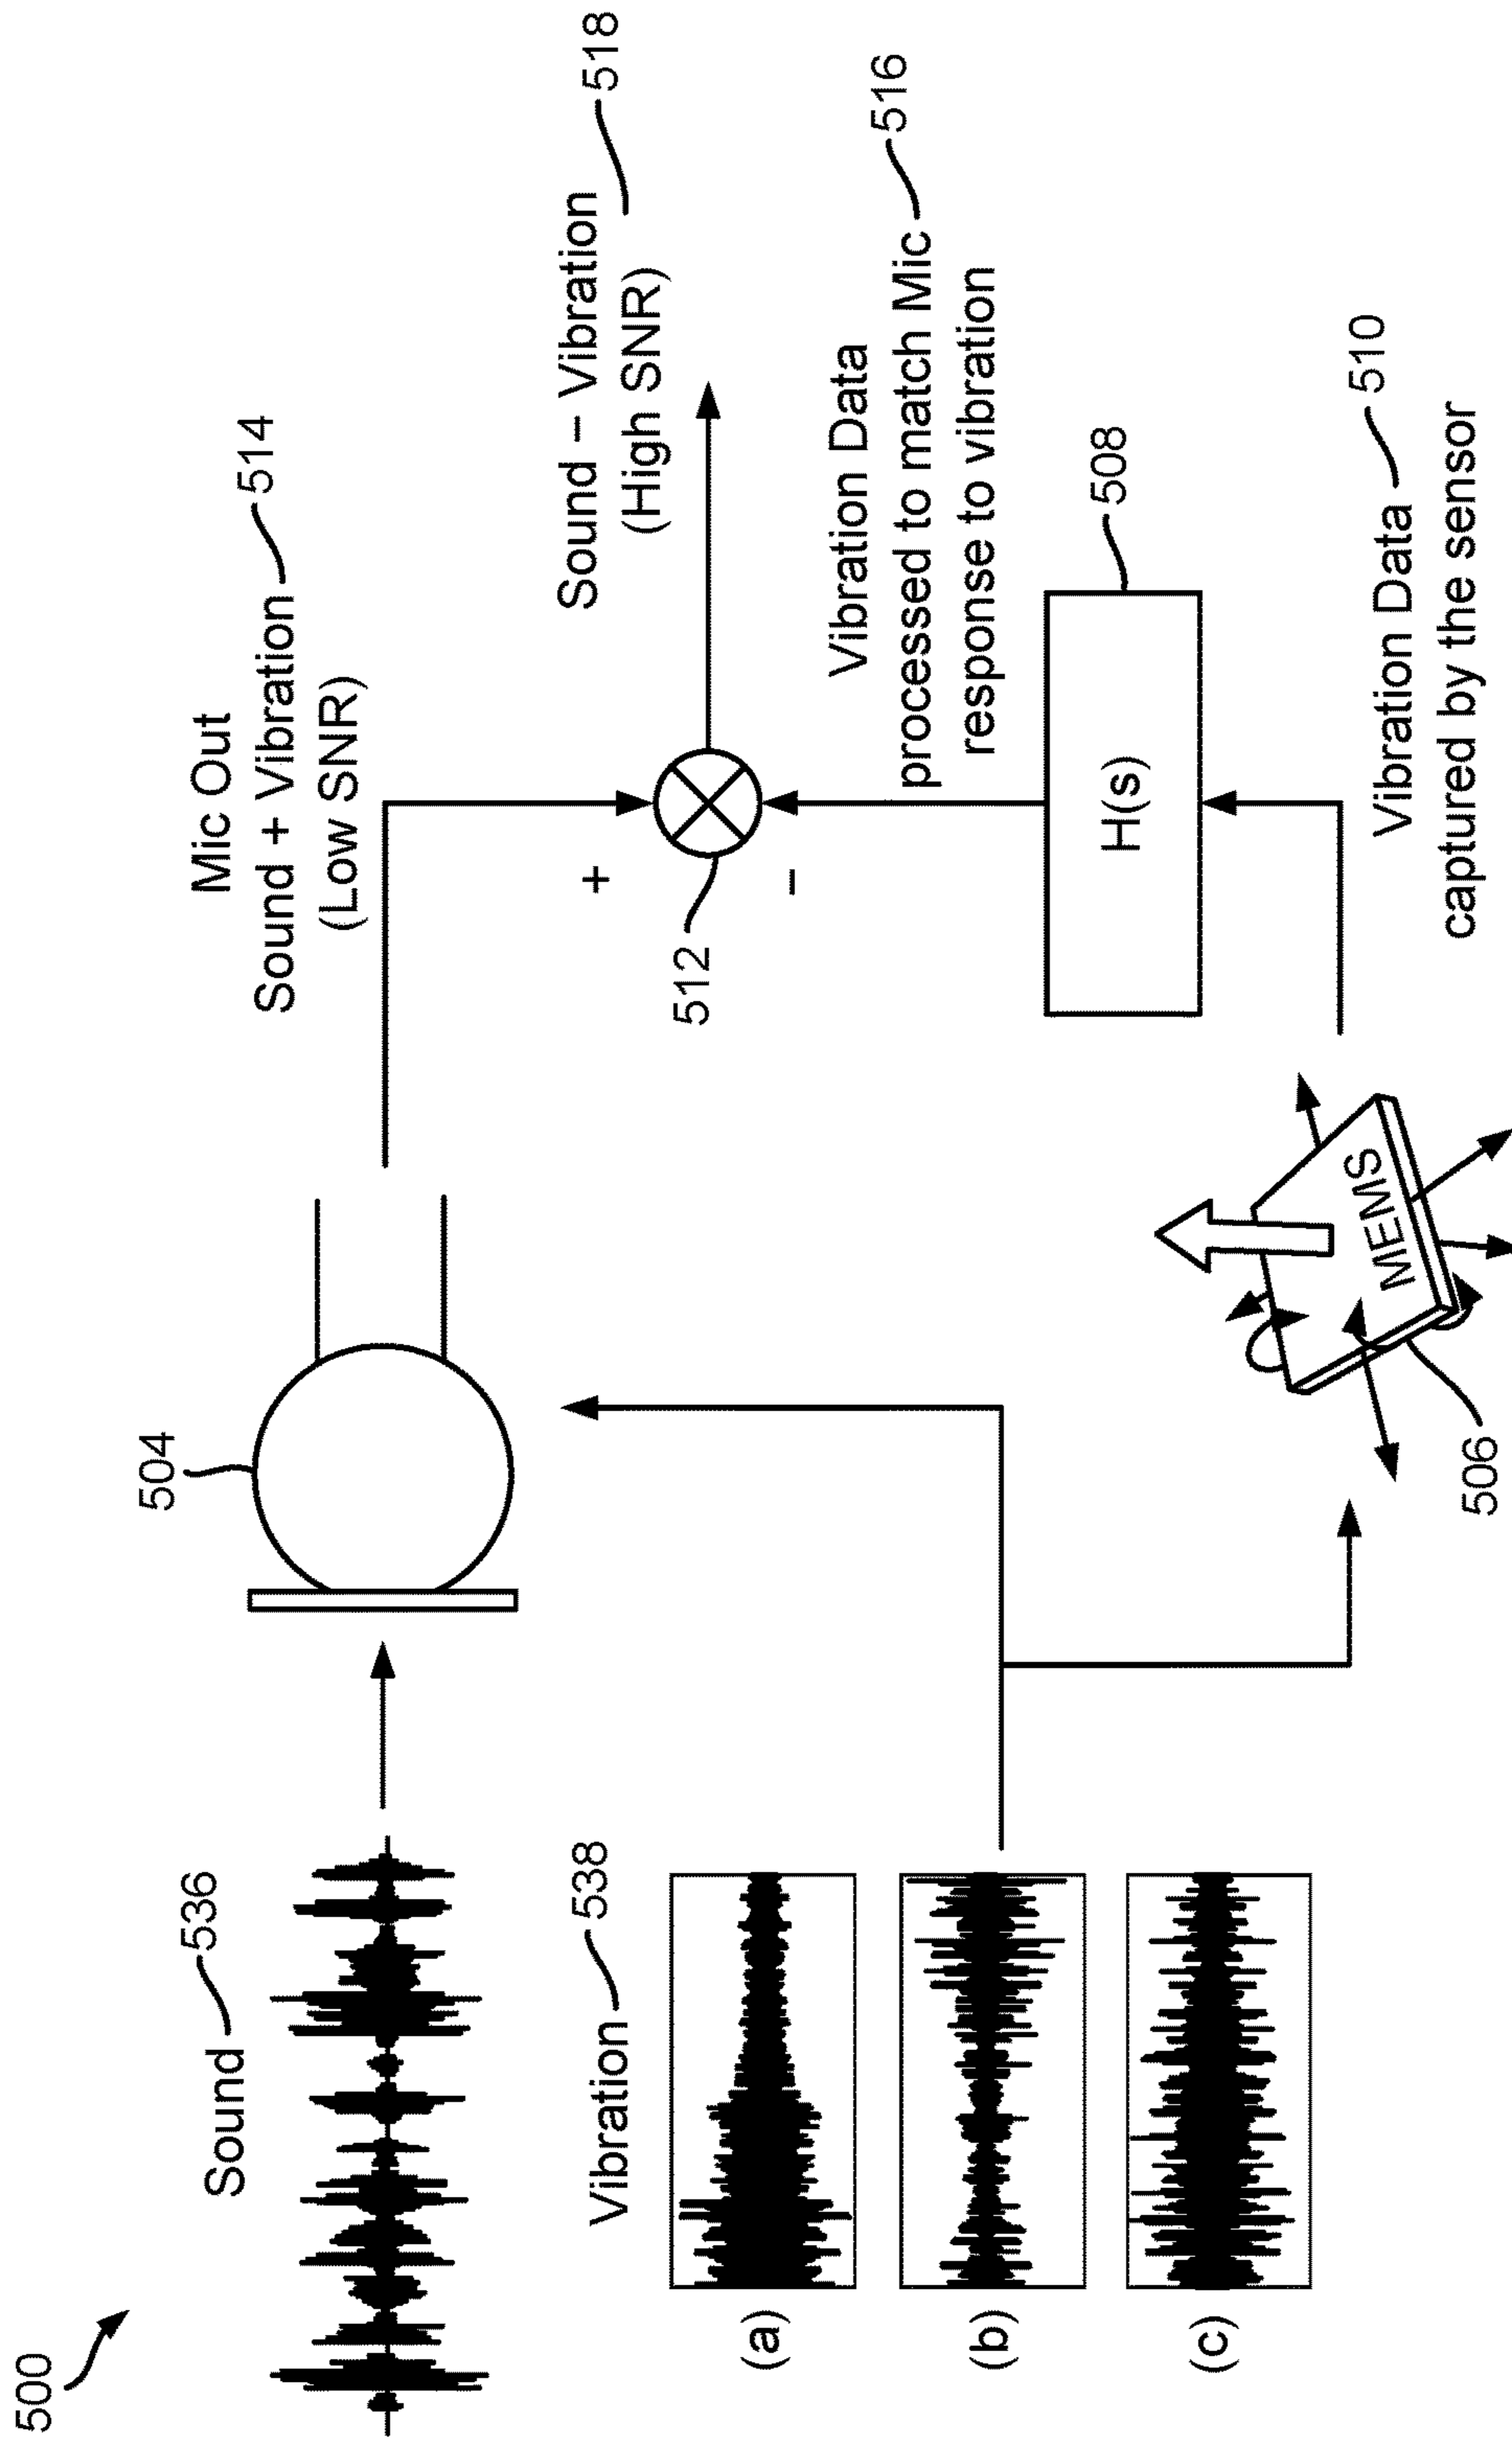 500
Sound
536
504
Mic Out
Sound + Vibration
514
(Low SNR)
Vibration
538
(a)
(b)
(c)
+
-
512
Sound – Vibration
518
(High SNR)
Vibration Data
processed to match Mic
516
response to vibration
H(s)
508
MEMS
506
Vibration Data
510
captured by the sensor